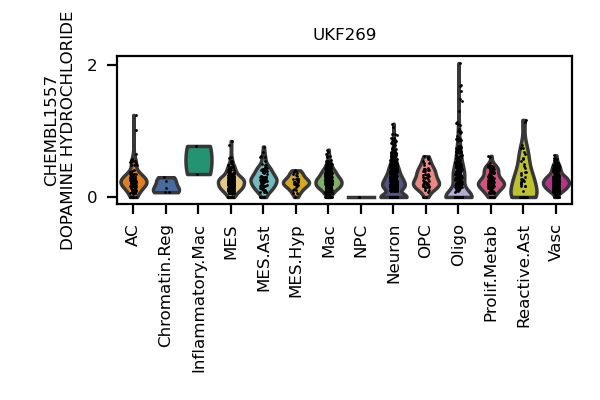 UKF269
CHEMBL1557
DOPAMINE HYDROCHLORIDE
2
0
AC
Chromatin.Reg
Inflammatory.Mac
MES
MES.Ast
MES.Hyp
Mac
NPC
Neuron
OPC
Oligo
Prolif.Metab
Reactive.Ast
Vasc